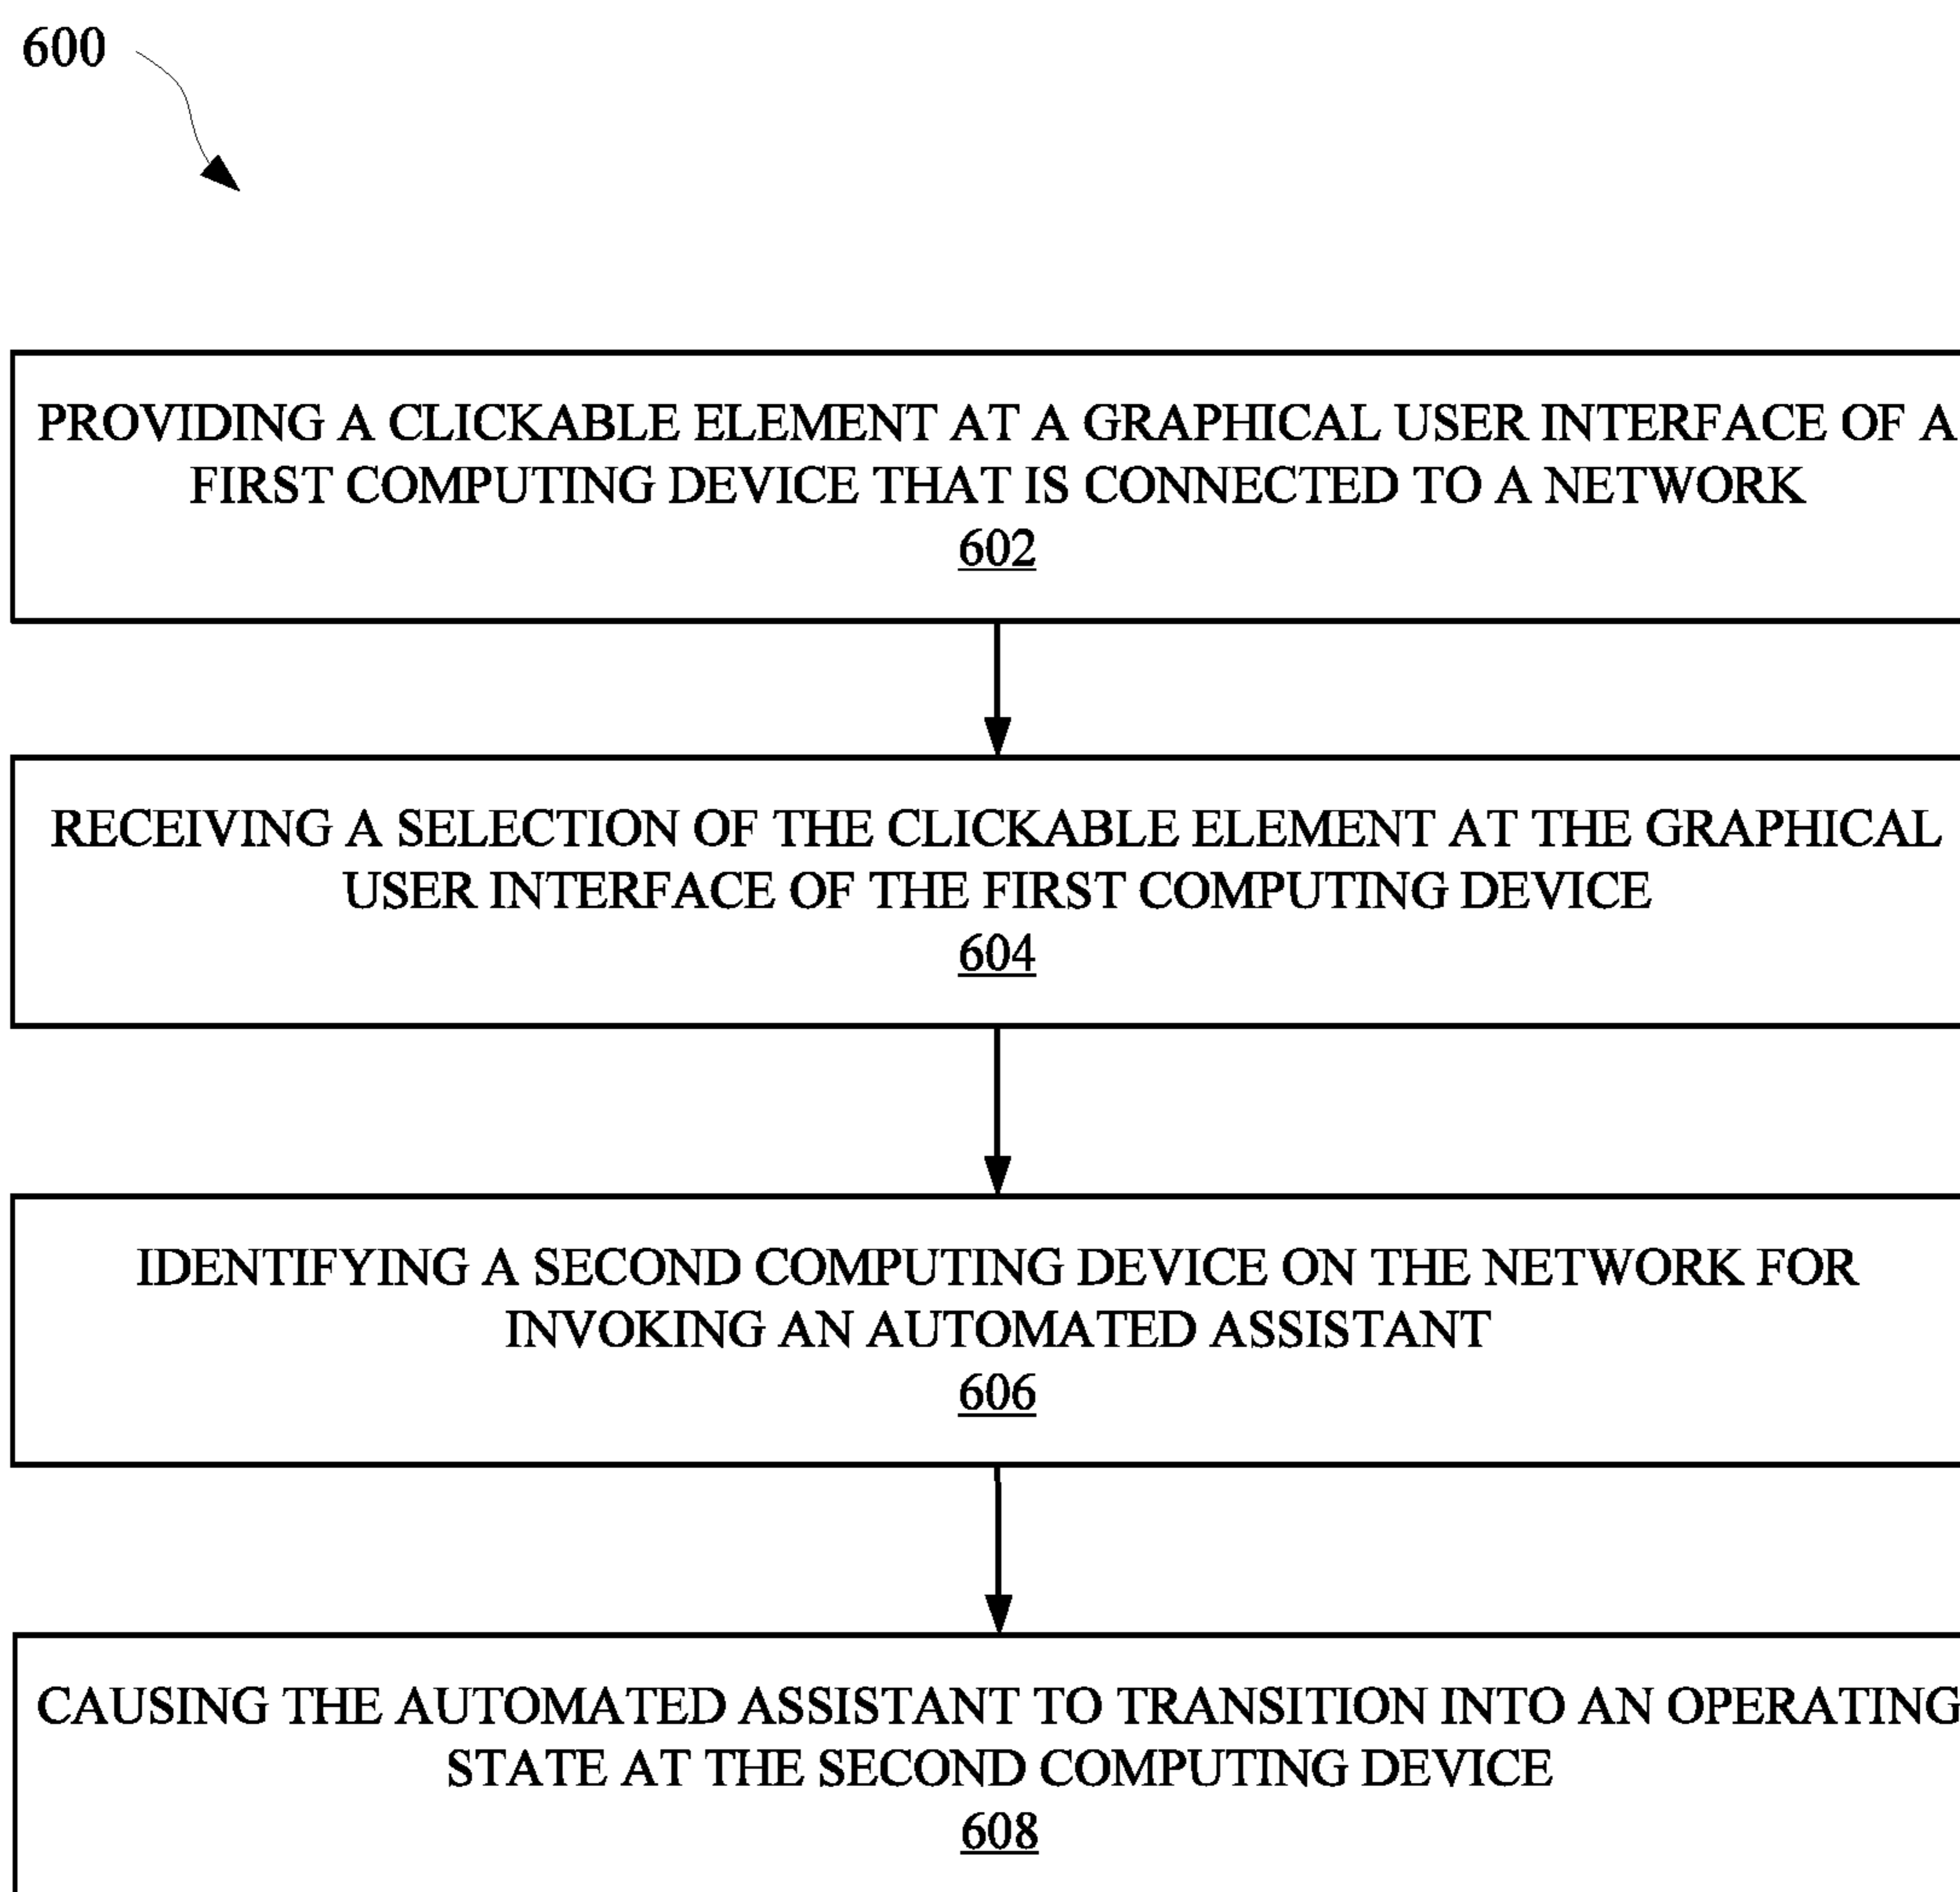 600
PROVIDING A CLICKABLE ELEMENT AT A GRAPHICAL USER INTERFACE OF A
FIRST COMPUTING DEVICE THAT IS CONNECTED TO A NETWORK
602
RECEIVING A SELECTION OF THE CLICKABLE ELEMENT AT THE GRAPHICAL
USER INTERFACE OF THE FIRST COMPUTING DEVICE
604
IDENTIFYING A SECOND COMPUTING DEVICE ON THE NETWORK FOR
INVOKING AN AUTOMATED ASSISTANT
606
CAUSING THE AUTOMATED ASSISTANT TO TRANSITION INTO AN OPERATING
STATE AT THE SECOND COMPUTING DEVICE
608